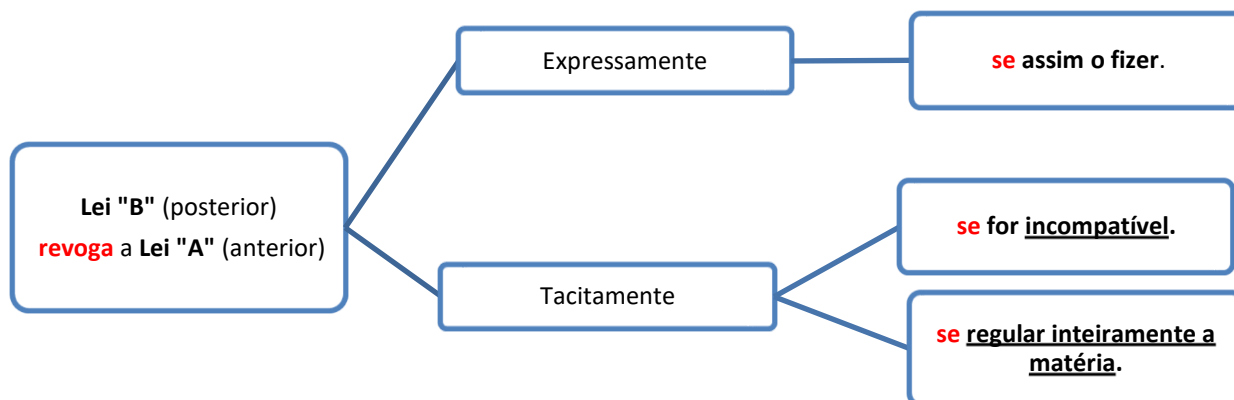 Lei "B" (posterior)
revoga a Lei "A" (anterior)
Expressamente
se assim o fizer.
Tacitamente
se for incompatível.
se regular inteiramente a
matéria.